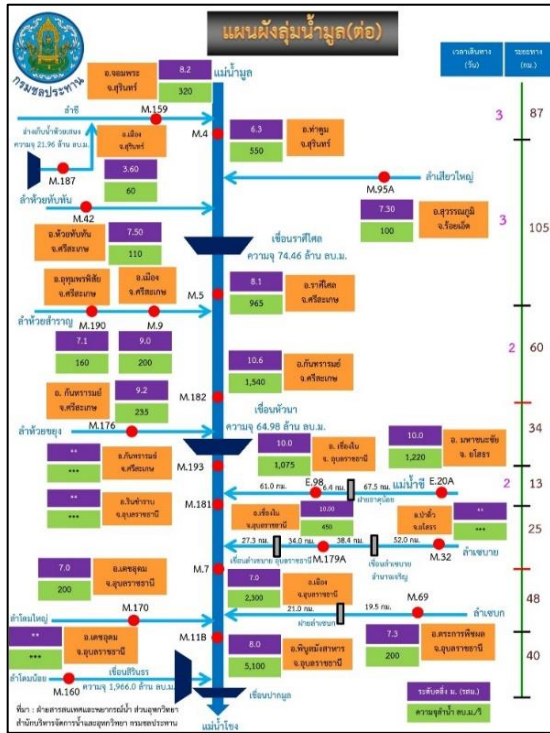 แผนผังลุ่มน้ำมูล(ต่อ)
กรมชลประทาน
เวลาเดินทาง
(วัน)
ระยะทาง
(กม.)
อ.จอมพระ
จ.สุรินทร์
8.2
320
แม่น้ำมูล
ลำชี
M.159
3
87
อ่างเก็บน้ำห้วยเสนง
ความจุ 21.96 ล้าน ลบ.ม.
อ.เมือง
จ.สุรินทร์
M.4
6.3
550
อ.ท่าตูม
จ.สุรินทร์
M.187
3.60
60
M.95A
ลำเสียวใหญ่
ลำห้วยทับทัน
M.42
7.30
100
อ.สุวรรณภูมิ
จ.ร้อยเอ็ด
3
105
อ.ห้วยทับทัน
จ.ศรีสะเกษ
7.50
110
เขื่อนราศีไศล
ความจุ 74.46 ล้าน ลบ.ม.
อ.อุทุมพรพิสัย
จ.ศรีสะเกษ
อ.เมือง
จ.ศรีสะเกษ
M.5
8.1
965
อ.ราศีไศล
จ.ศรีสะเกษ
ลำห้วยสำราญ
M.190
M.9
7.1
160
9.0
200
10.6
1,540
อ.กันทรารมย์
จ.ศรีสะเกษ
2
60
อ. กันทรารมย์
จ.ศรีสะเกษ
9.2
235
M.182
เขื่อนหัวนา
ความจุ 64.98 ล้าน ลบ.ม.
ลำห้วยขยุง
M.176
34
**
***
อ.กันทรารมย์
จ.ศรีสะเกษ
M.193
10.0
1,075
อ. เขื่องใน
จ. อุบลราชธานี
10.0
1,220
อ. มหาชนะชัย
จ. ยโสธร
**
***
อ.วารินชำราบ
จ.อุบลราชธานี
M.181
61.0 กม.
E.98
6.4 กม.
67.5 กม.
แม่น้ำชี
E.20A
ฝายธาตุน้อย
2
13
อ.เขื่องใน
จ.อุบลราชธานี
10.00
450
อ.ป่าติ้ว
จ.ยโสธร
**
***
25
27.3 กม.
34.0 กม.
38.4 กม.
52.0 กม.
ลำเซบาย
M.179A
M.32
M.7
อ.เดชอุดม
จ.อุบลราชธานี
7.0
200
7.0
2,300
อ.เมือง
จ.อุบลราชธานี
48
ลำโดมใหญ่
M.170
21.0 กม.
19.5 กม.
M.69
ลำเซบก
ฝายลำเซบก
**
***
อ.เดชอุดม
จ.อุบลราชธานี
M.11B
8.0
5,100
อ.พิบูลมังสาหาร
จ.อุบลราชธานี
7.3
200
อ.ตระการพืชผล
จ.อุบลราชธานี
40
ลำโดมน้อย
M.160
เขื่อนสิรินธร
ความจุ 1,966.0 ล้าน ลบ.ม.
เขื่อนปากมูล
แม่น้ำโขง
ระดับตลิ่ง ม. (รสม.)
ความจุลำน้ำ ลบ.ม./วิ
ที่มา : ฝ่ายสารสนเทศและพยากรณ์น้ำ ส่วนอุทกวิทยา
สำนักบริหารจัดการน้ำและอุทกวิทยา กรมชลประทาน